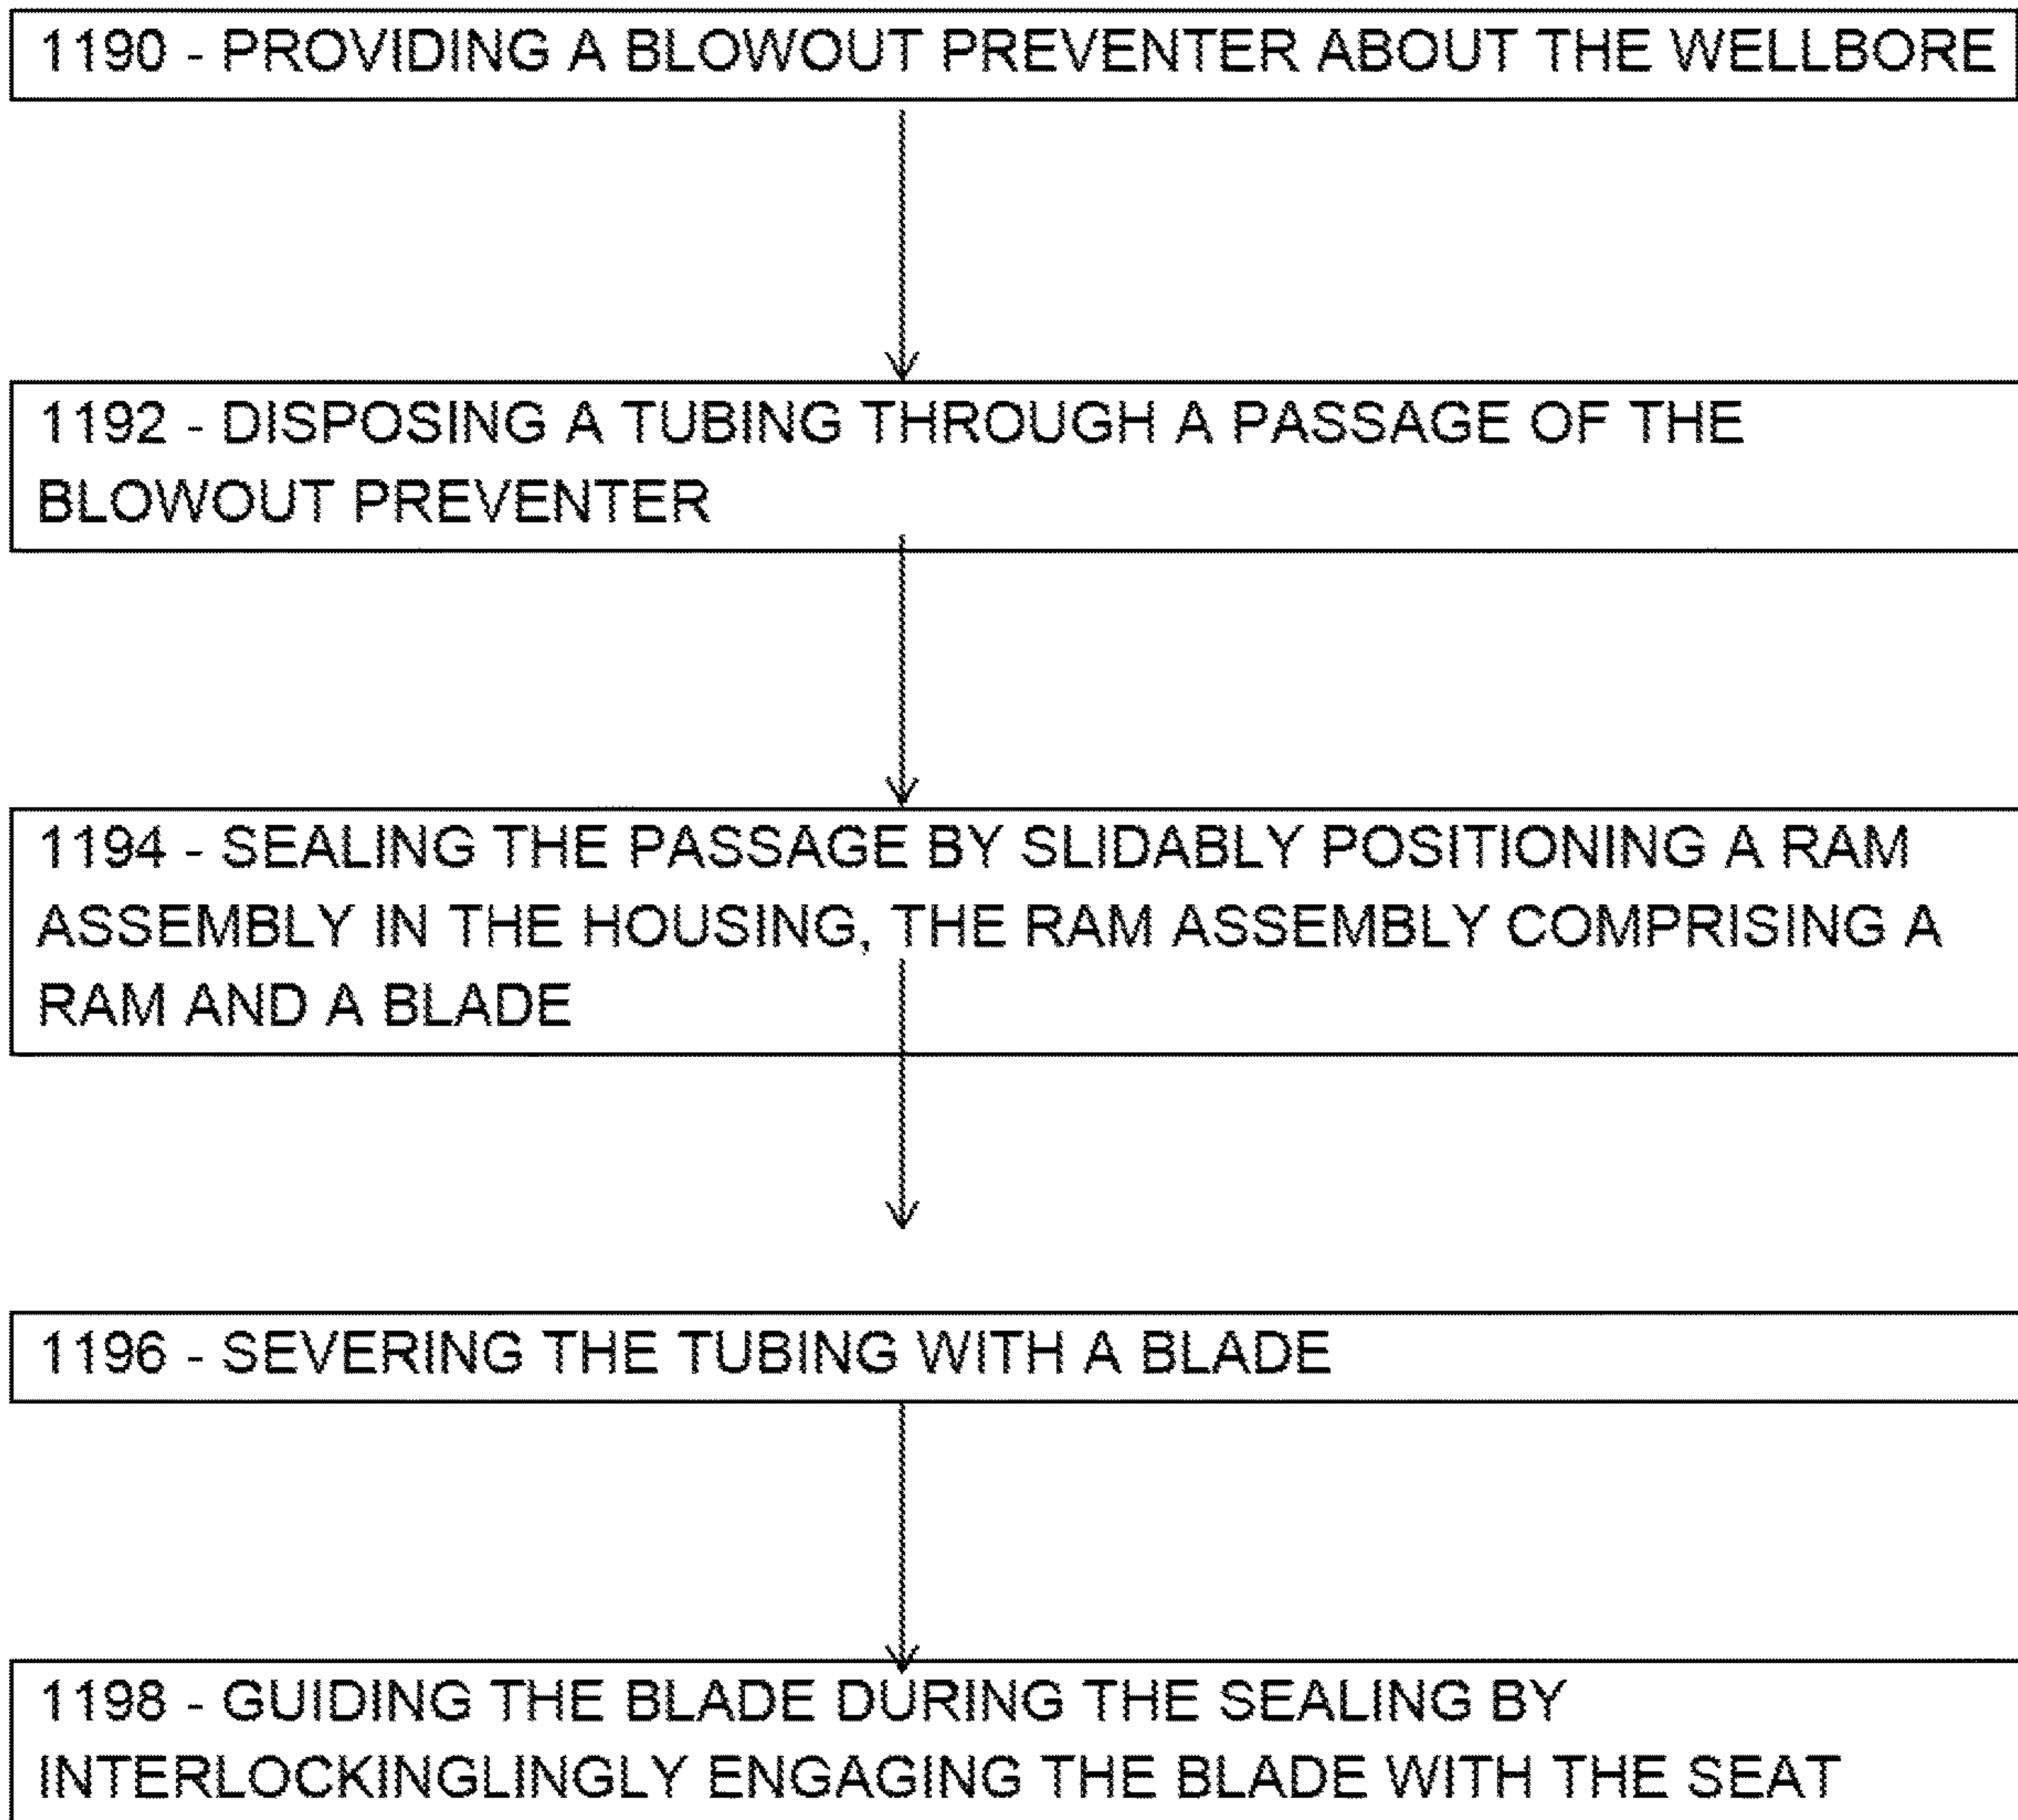 1190 - PROVIDING A BLOWOUT PREVENTER ABOUT THE WELLBORE
1192 - DISPOSING A TUBING THROUGH A PASSAGE OF THE
BLOWOUT PREVENTER
1194 - SEALING THE PASSAGE BY SLIDABLY POSITIONING A RAM
ASSEMBLY IN THE HOUSING, THE RAM ASSEMBLY COMPRISING A
RAM AND A BLADE
1196 - SEVERING THE TUBING WITH A BLADE
1198 - GUIDING THE BLADE DURING THE SEALING BY
INTERLOCKINGLINGLY ENGAGING THE BLADE WITH THE SEAT